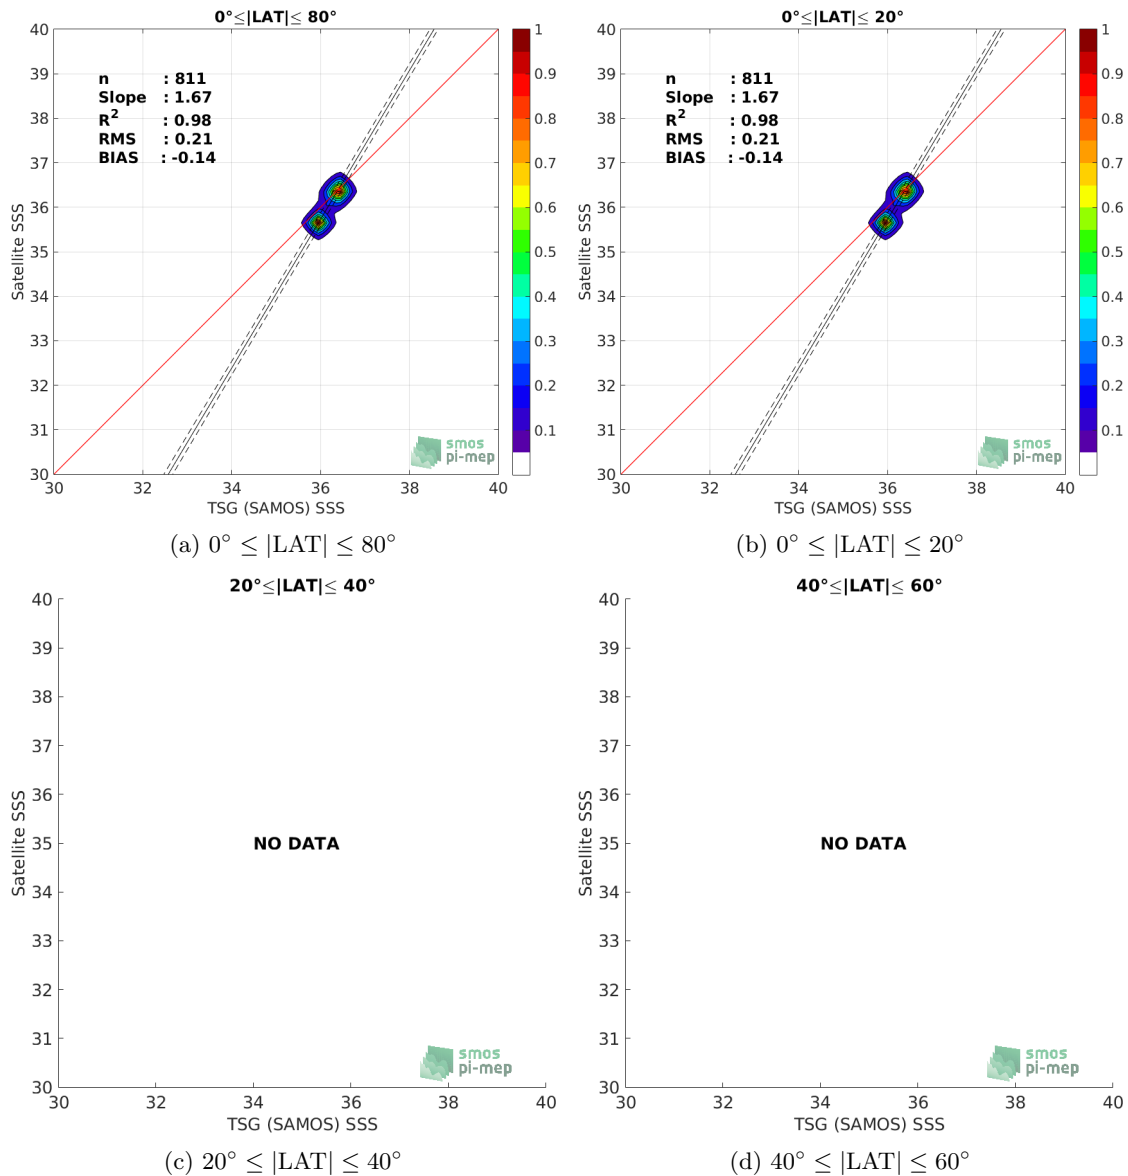 0°≤|LAT|≤ 80°
40
39
38
37
36
35
34
33
32
31
30
Satellite SSS
n : 811
Slope : 1.67
R² : 0.98
RMS : 0.21
BIAS : -0.14
1
0.9
0.8
0.7
0.6
0.5
0.4
0.3
0.2
0.1
smos
pi-mep
30 32 34 36 38 40
TSG (SAMOS) SSS
(a) 0° ≤ |LAT| ≤ 80°
0°≤|LAT|≤ 20°
40
39
38
37
36
35
34
33
32
31
30
Satellite SSS
n : 811
Slope : 1.67
R² : 0.98
RMS : 0.21
BIAS : -0.14
1
0.9
0.8
0.7
0.6
0.5
0.4
0.3
0.2
0.1
smos
pi-mep
30 32 34 36 38 40
TSG (SAMOS) SSS
(b) 0° ≤ |LAT| ≤ 20°
20°≤|LAT|≤ 40°
40
39
38
37
36
35
34
33
32
31
30
Satellite SSS
NO DATA
smos
pi-mep
30 32 34 36 38 40
TSG (SAMOS) SSS
(c) 20° ≤ |LAT| ≤ 40°
40°≤|LAT|≤ 60°
40
39
38
37
36
35
34
33
32
31
30
Satellite SSS
NO DATA
smos
pi-mep
30 32 34 36 38 40
TSG (SAMOS) SSS
(d) 40° ≤ |LAT| ≤ 60°